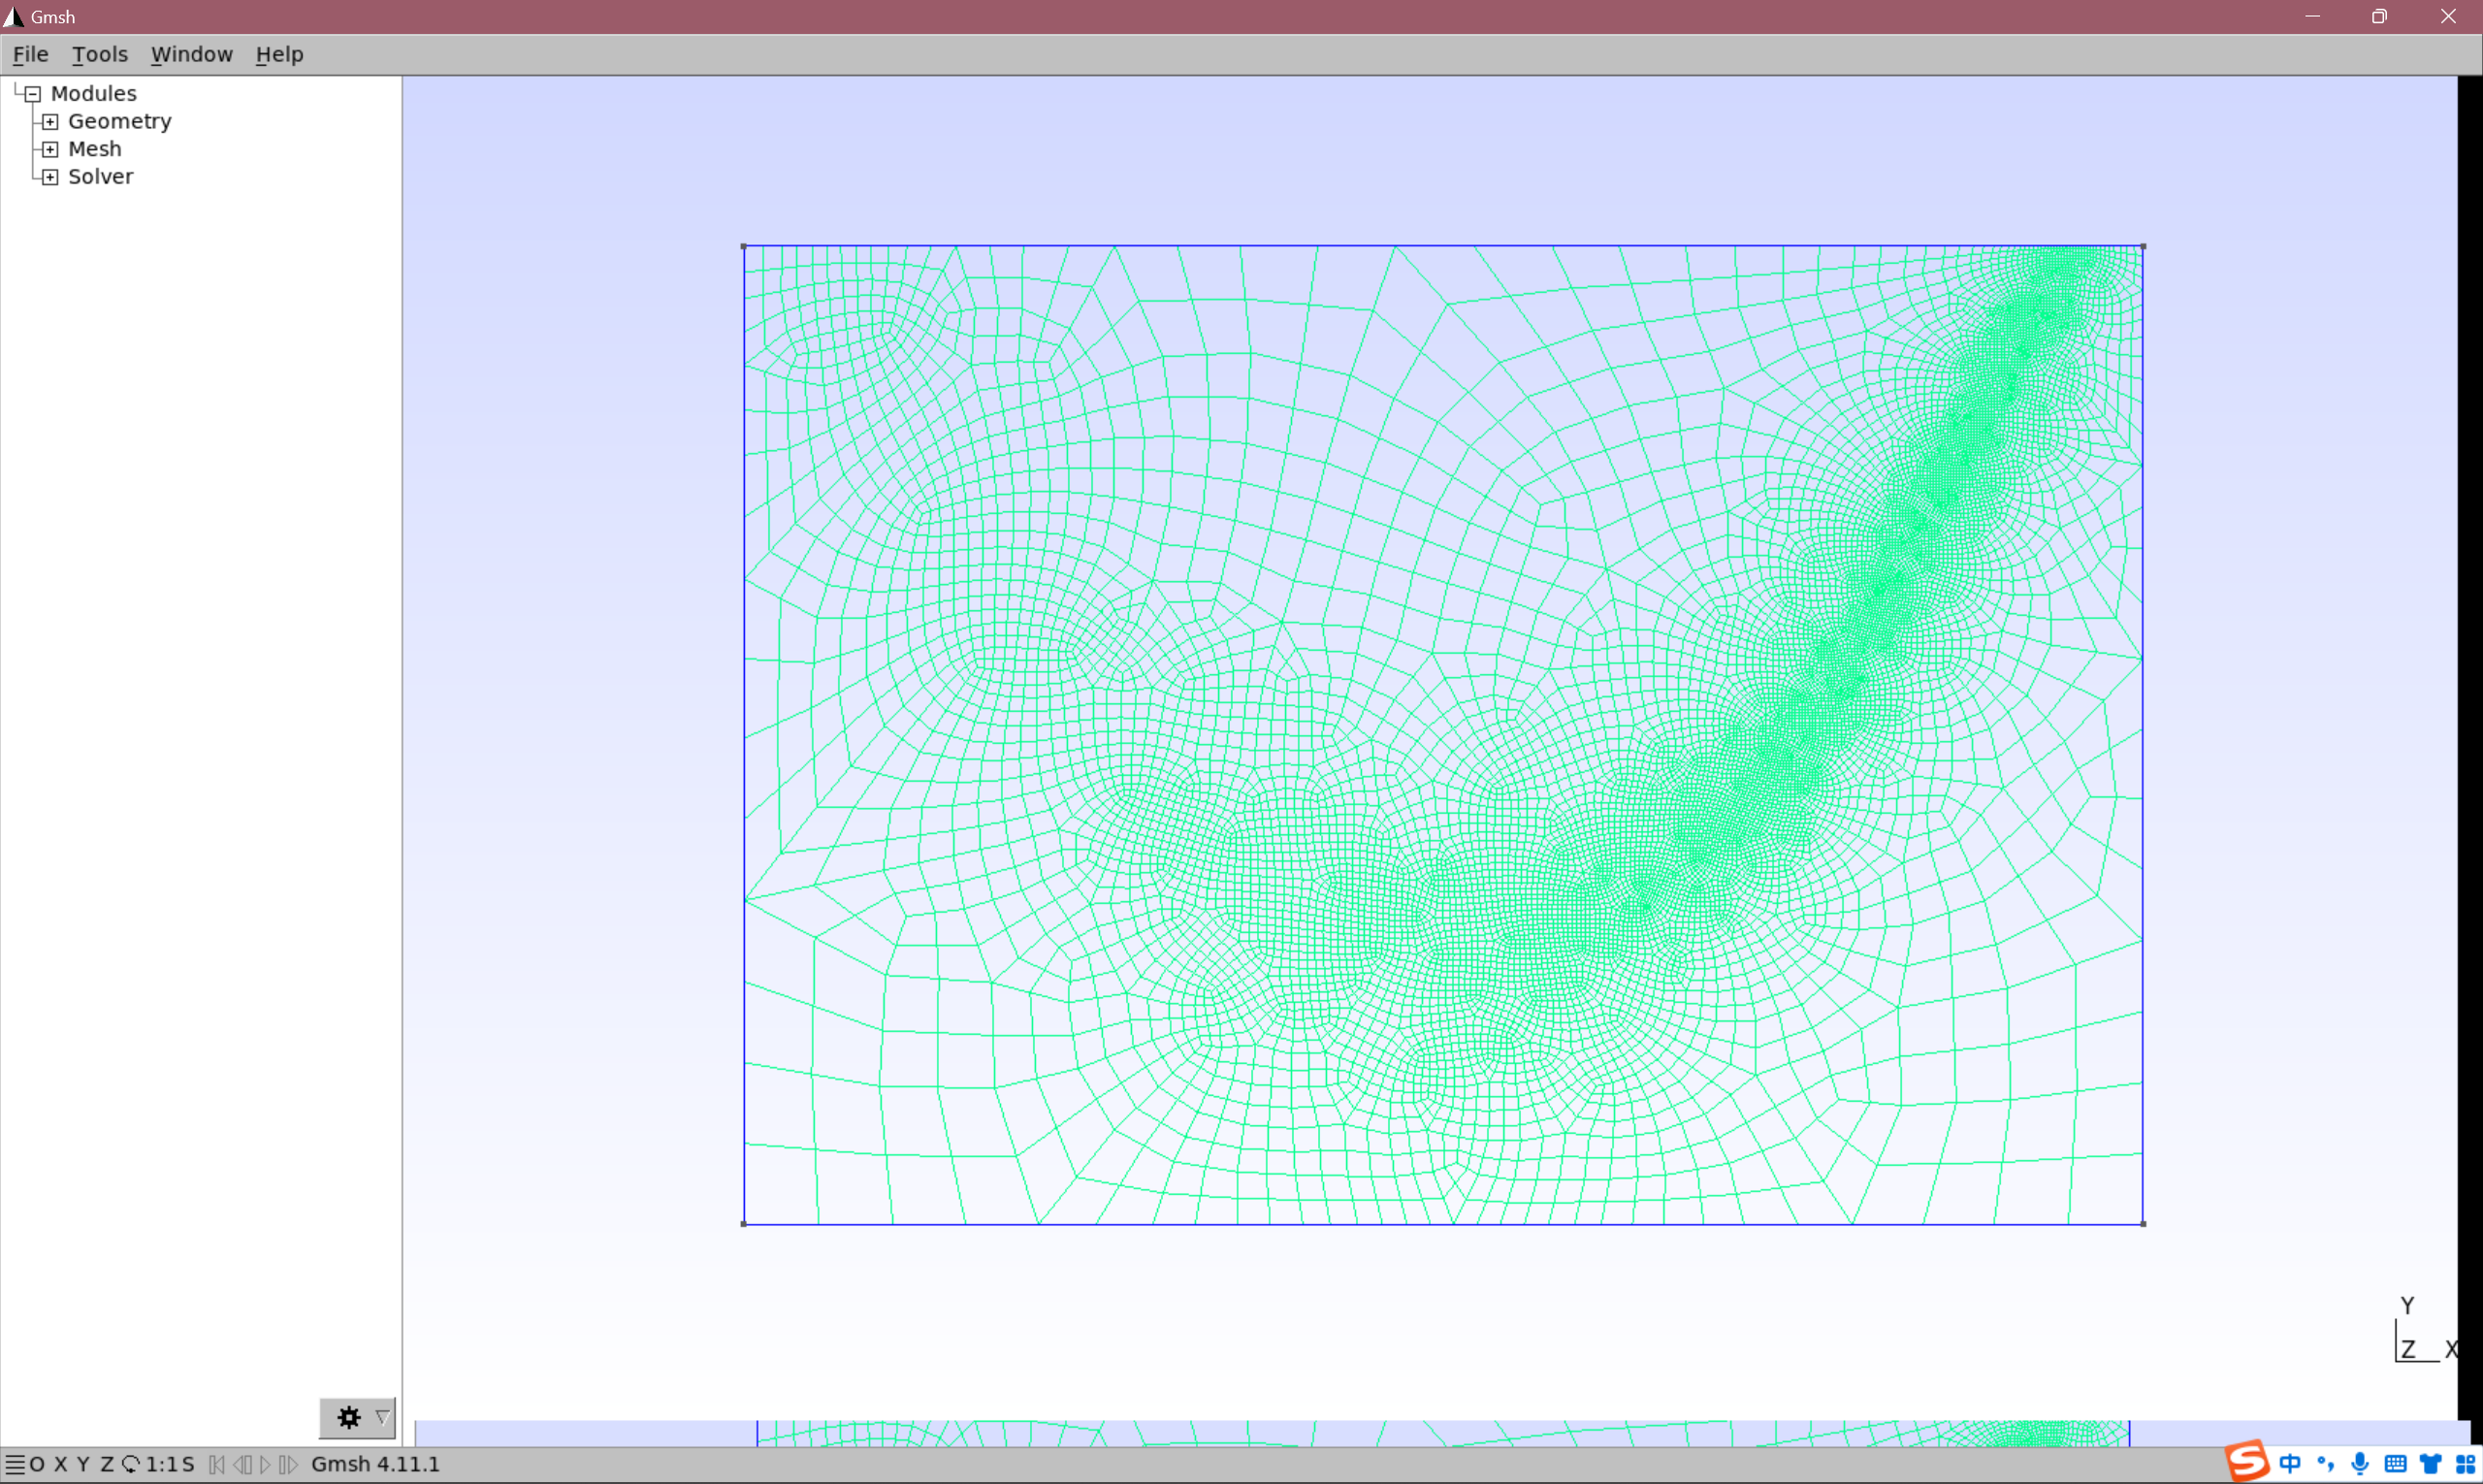 Gmsh
File Tools Window Help
Modules
Geometry
Mesh
Solver
Y
Z X
O X Y Z 1:1 S Gmsh 4.11.1
S 中